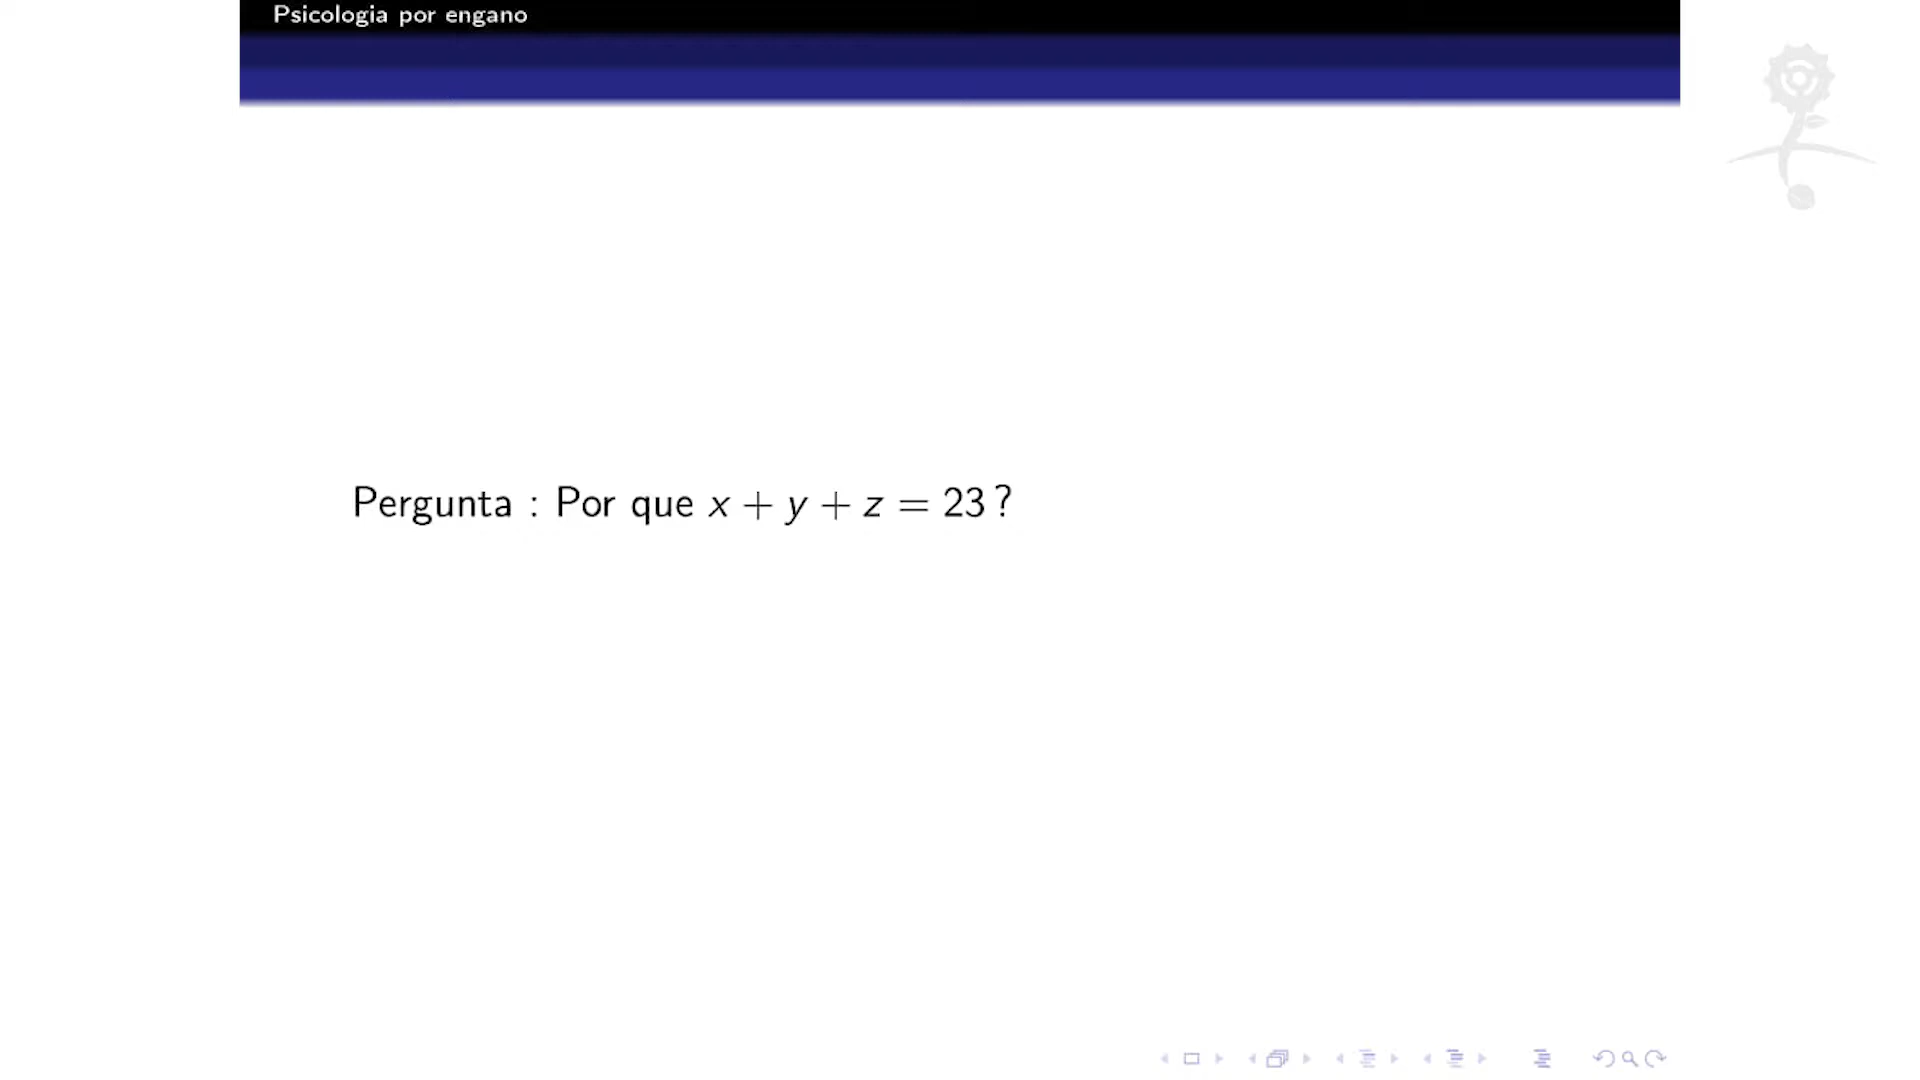 Psicologia por engano
Pergunta : Por que x + y + z = 23 ?